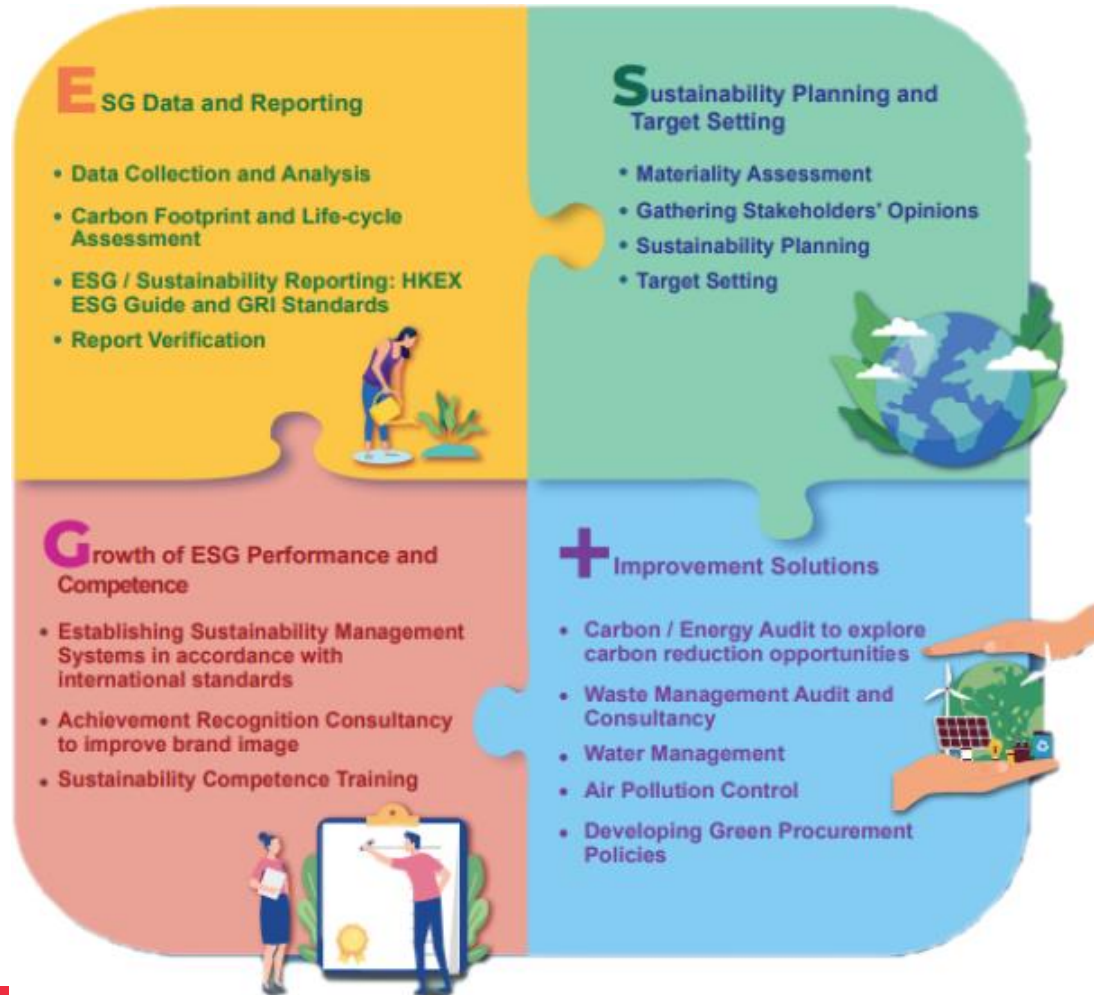 ESG Data and Reporting
• Data Collection and Analysis
• Carbon Footprint and Life-cycle
Assessment
• ESG / Sustainability Reporting: HKEX
ESG Guide and GRI Standards
• Report Verification
Sustainability Planning and
Target Setting
• Materiality Assessment
• Gathering Stakeholders' Opinions
• Sustainability Planning
• Target Setting
Growth of ESG Performance and
Competence
• Establishing Sustainability Management
Systems in accordance with
international standards
• Achievement Recognition Consultancy
to improve brand image
• Sustainability Competence Training
+Improvement Solutions
• Carbon / Energy Audit to explore
carbon reduction opportunities
• Waste Management Audit and
Consultancy
• Water Management
• Air Pollution Control
• Developing Green Procurement
Policies